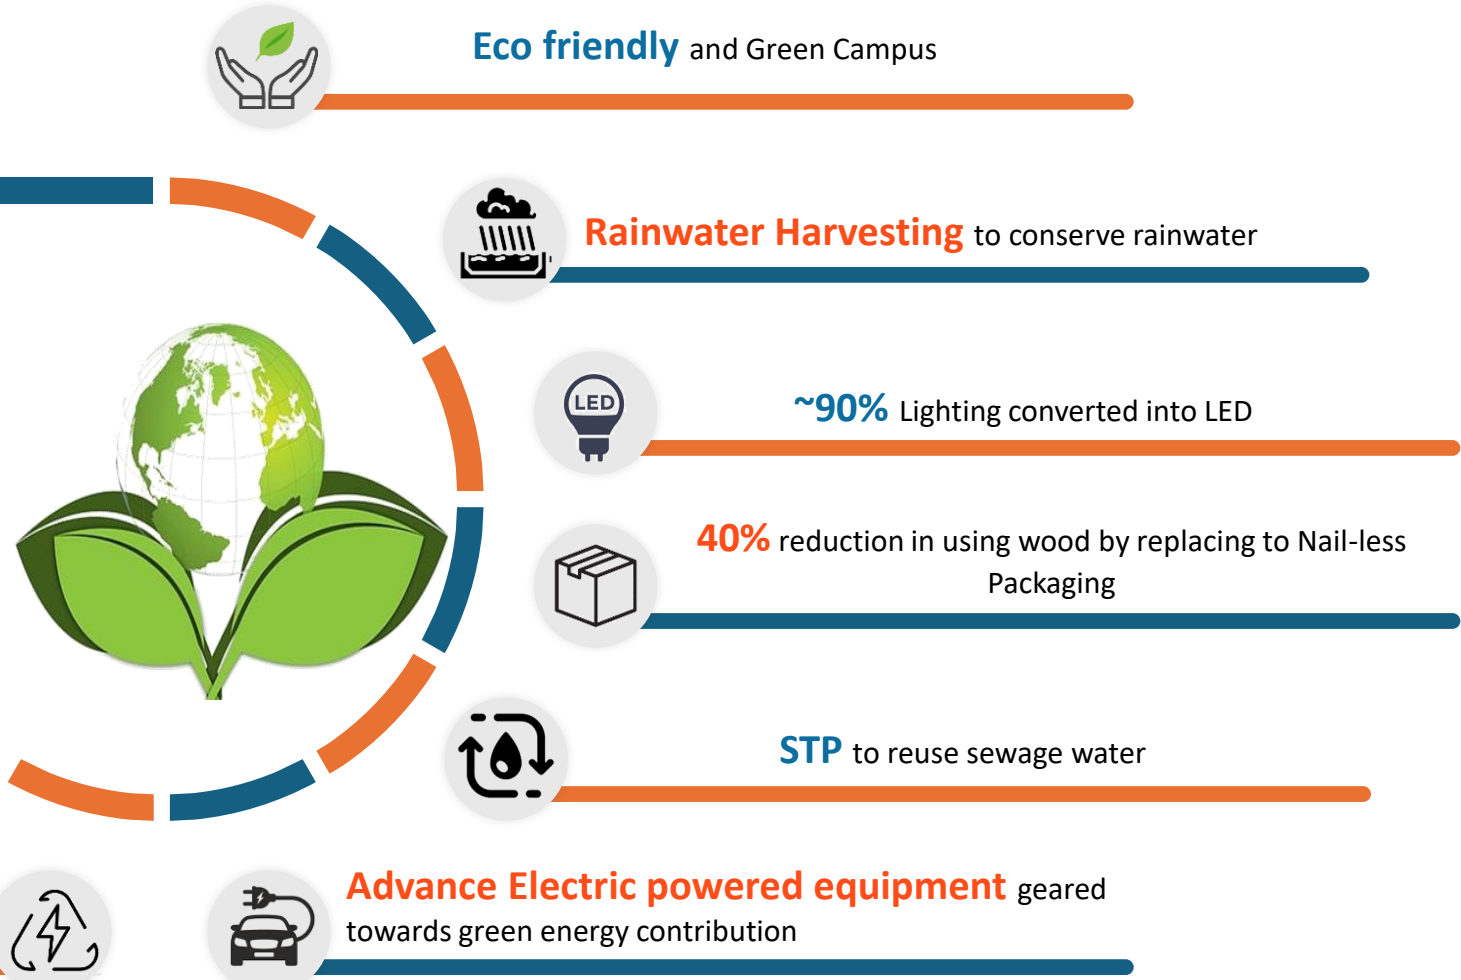 Eco friendly and Green Campus
Rainwater Harvesting to conserve rainwater
LED
~90% Lighting converted into LED
40% reduction in using wood by replacing to Nail-less
Packaging
STP to reuse sewage water
Advance Electric powered equipment geared
towards green energy contribution